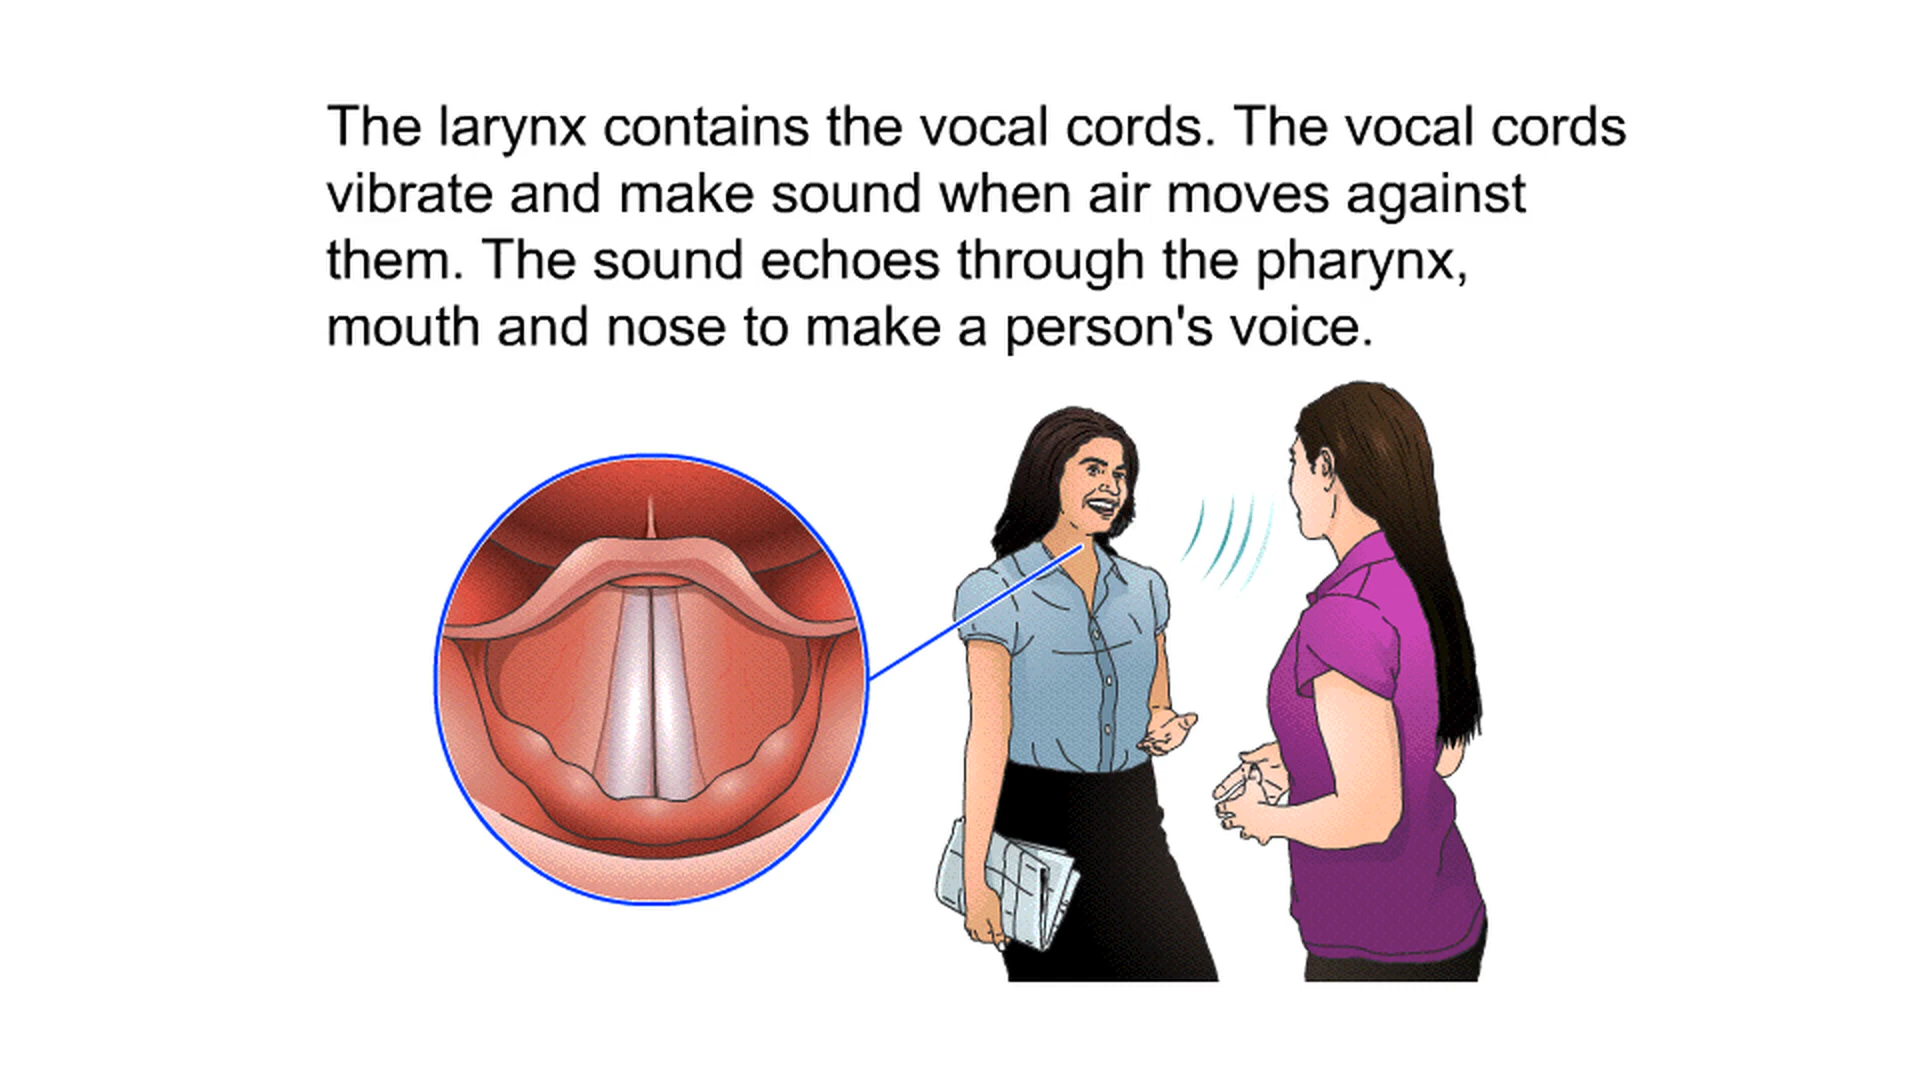 The larynx contains the vocal cords. The vocal cords
vibrate and make sound when air moves against
them. The sound echoes through the pharynx,
mouth and nose to make a person's voice.